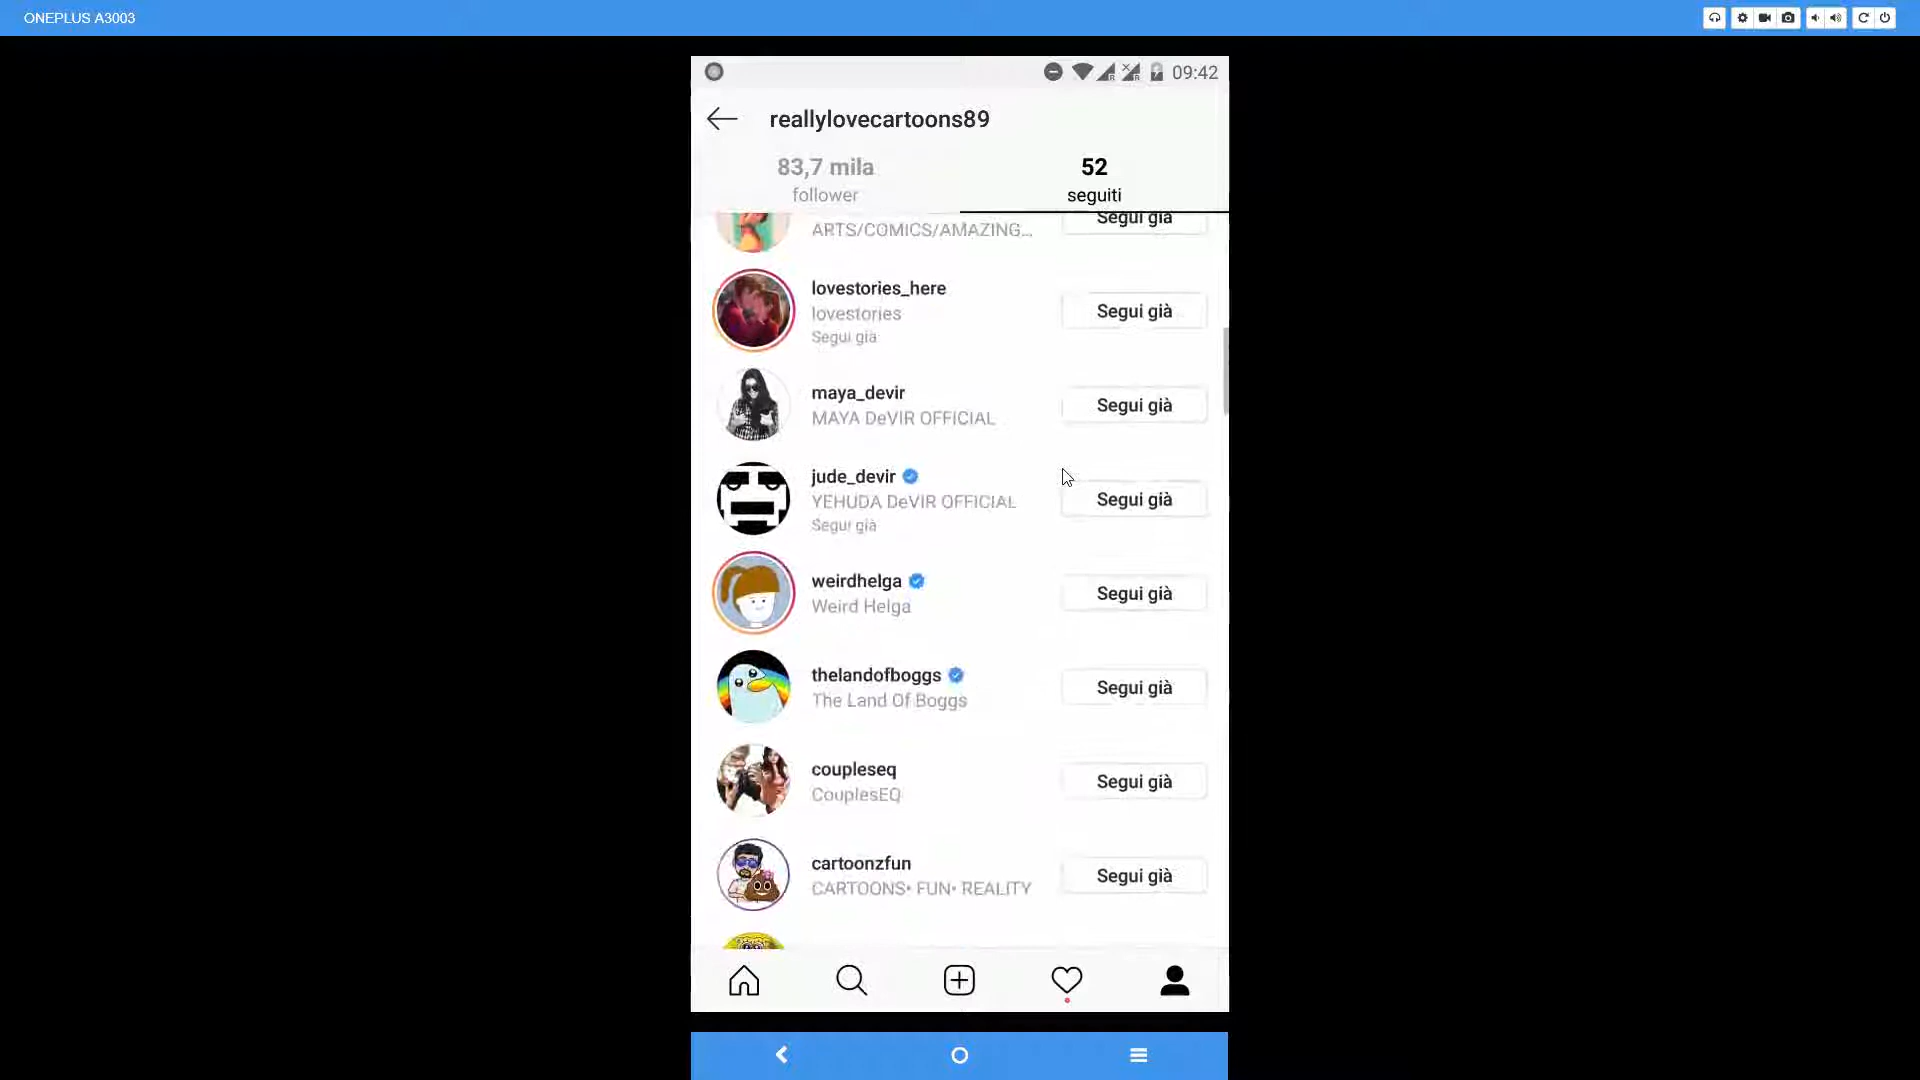 ONEPLUS A3003
09:42
reallylovecartoons89
83,7 mila
52
follower
seguiti
ARTS/COMICS/AMAZING...
Segui già
lovestories_here
lovestories
Segui già
Segui già
maya_devir
MAYA DeVIR OFFICIAL
Segui già
jude_devir
YEHUDA DeVIR OFFICIAL
Segui già
Segui già
weirdhelga
Weird Helga
Segui già
thelandofboggs
The Land Of Boggs
Segui già
coupleseq
CouplesEQ
Segui già
cartoonzfun
CARTOONS• FUN• REALITY
Segui già